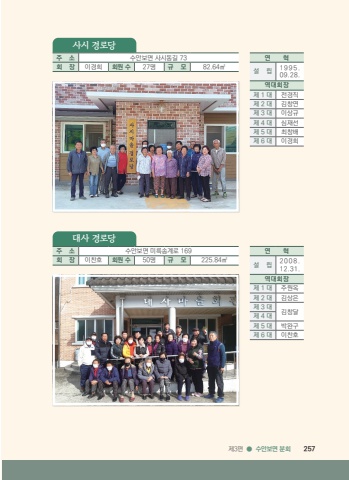 사시 경로당
주 소 수안보면 사시동길 73
회 장 이경희 회원 수 27명 규 모 82.64㎡
연 혁
설 립 1995. 09.28.
역대회장
제 1 대 전경직
제 2 대 김창연
제 3 대 이상규
제 4 대 심재선
제 5 대 최창배
제 6 대 이경희
대사 경로당
주 소 수안보면 미륵송계로 169
회 장 이찬호 회원 수 50명 규 모 225.84㎡
대 사 마 을 회 관
연 혁
설 립 2008. 12.31.
역대회장
제 1 대 주원옥
제 2 대 김상은
제 3 대 김창달
제 4 대
제 5 대 박완구
제 6 대 이찬호
제3편 ● 수안보면 문화 257